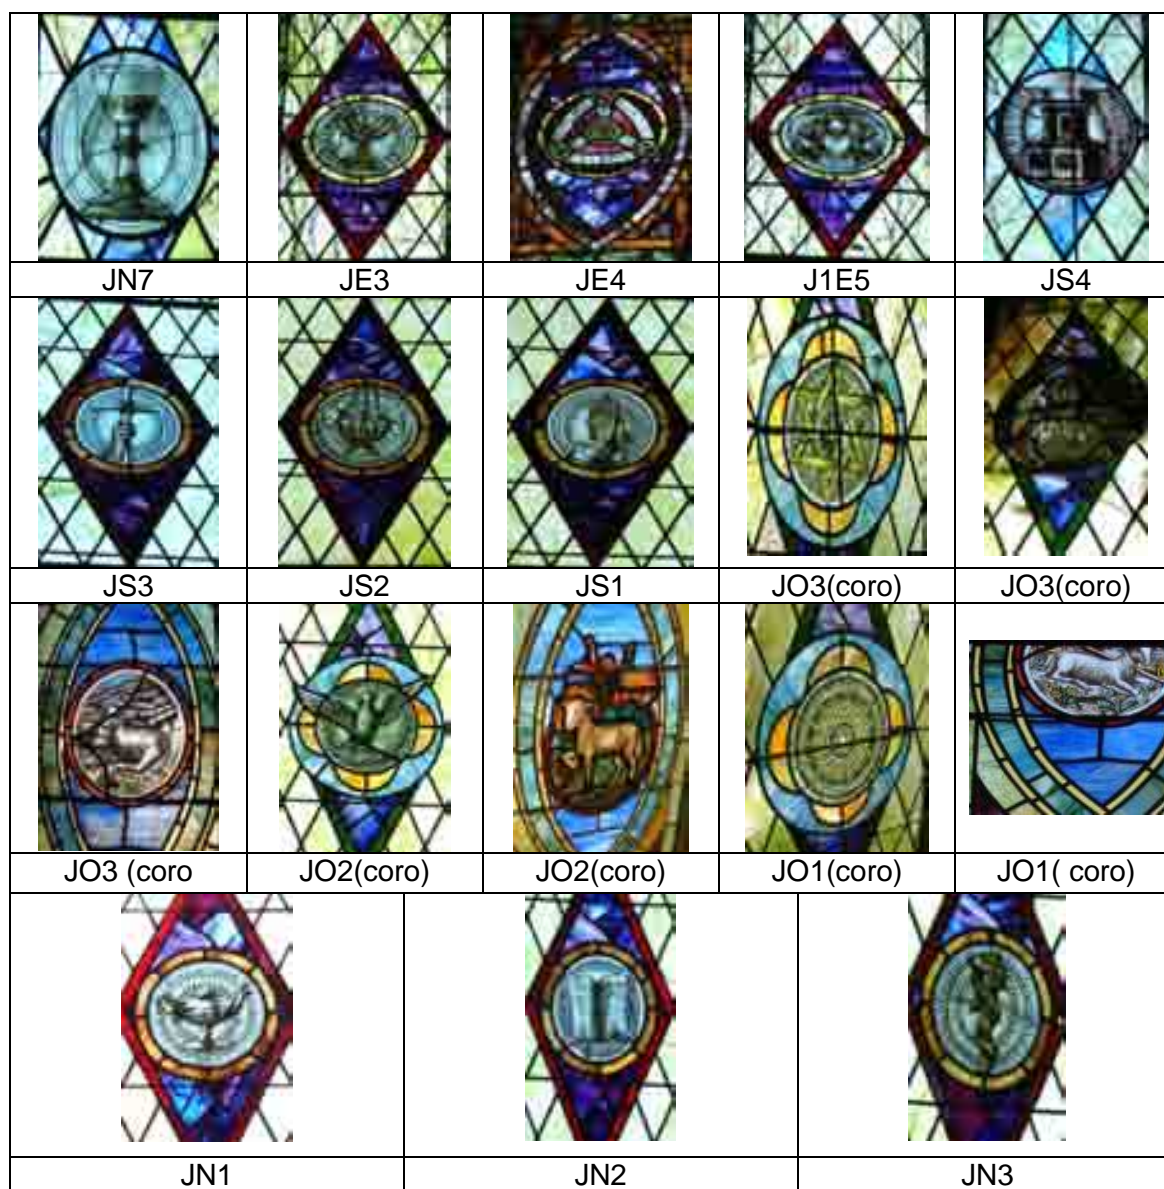 JN7 JE3 JE4 J1E5 JS4
JS3 JS2 JS1 JO3(coro) JO3(coro)
JO3 (coro JO2(coro) JO2(coro) JO1(coro) JO1( coro)
JN1 JN2 JN3